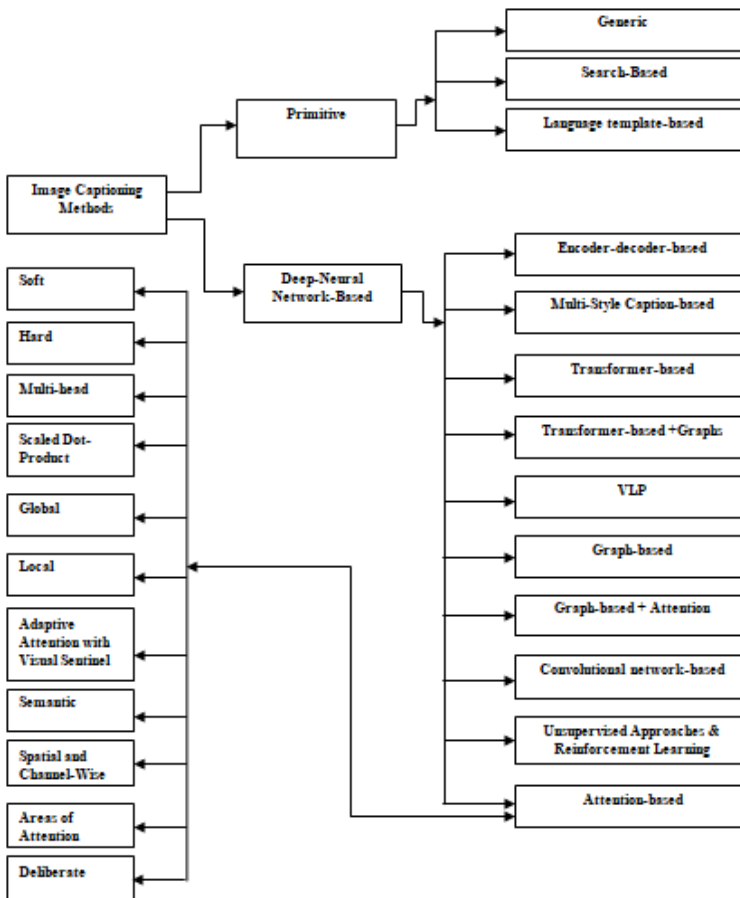 Generic
Search-Based
Language template-based
Primitive
Image Captioning
Methods
Deep-Neural
Network-Based
Encoder-decoder-based
Multi-Style Caption-based
Transformer-based
Transformer-based +Graphs
VLP
Graph-based
Graph-based + Attention
Convolutional network-based
Unsupervised Approaches &
Reinforcement Learning
Attention-based
Soft
Hard
Multi-head
Scaled Dot-
Product
Global
Local
Adaptive
Attention with
Visual Sentinel
Semantic
Spatial and
Channel-Wise
Areas of
Attention
Deliberate